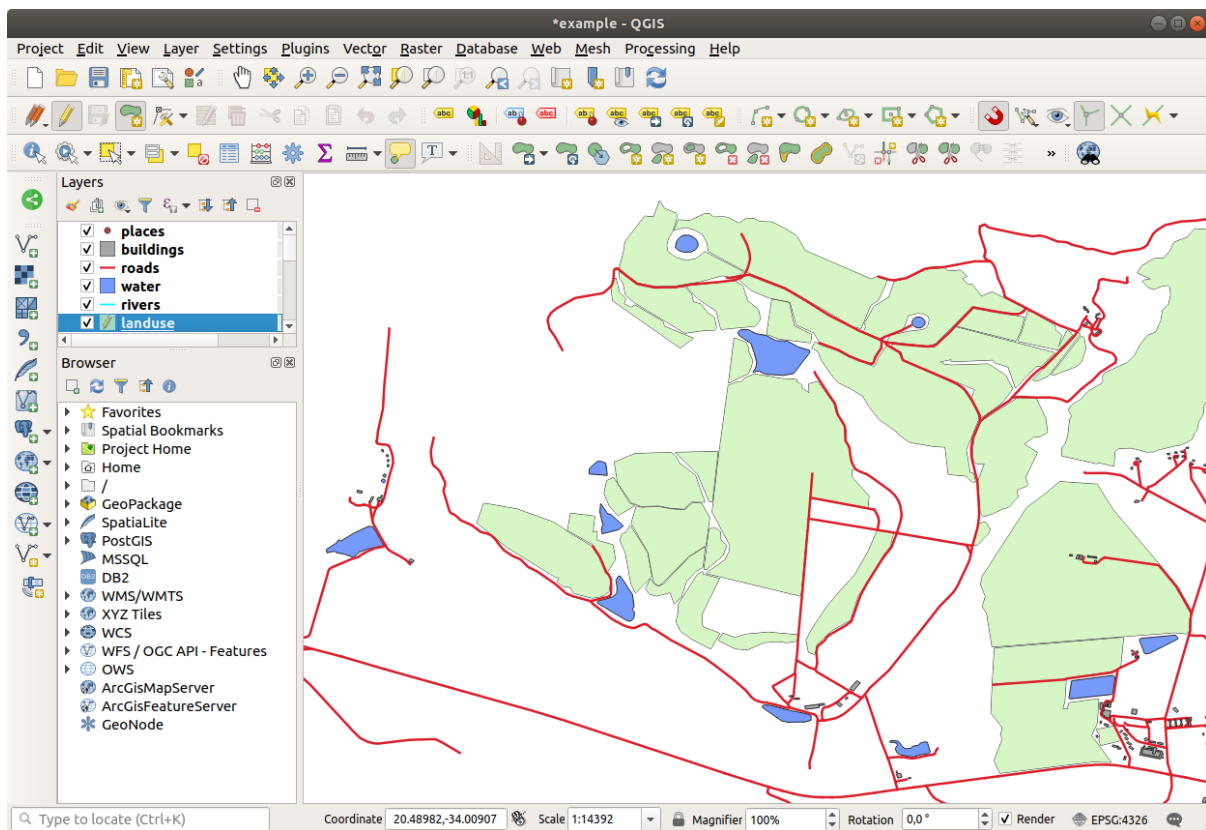 *example - QGIS
Project Edit View Layer Settings Plugins Vector Raster Database Web Mesh Processing Help
Layers
places
buildings
roads
water
rivers
landuse
Browser
Favorites
Spatial Bookmarks
Project Home
Home
/
GeoPackage
SpatiaLite
PostGIS
MSSQL
DB2 DB2
WMS/WMTS
XYZ Tiles
WCS
WFS / OGC API - Features
OWS
ArcGisMapServer
ArcGisFeatureServer
GeoNode
Type to locate (Ctrl+K) Coordinate 20.48982,-34.00907 Scale 1:14392 Magnifier 100% Rotation 0,0 ° Render EPSG:4326